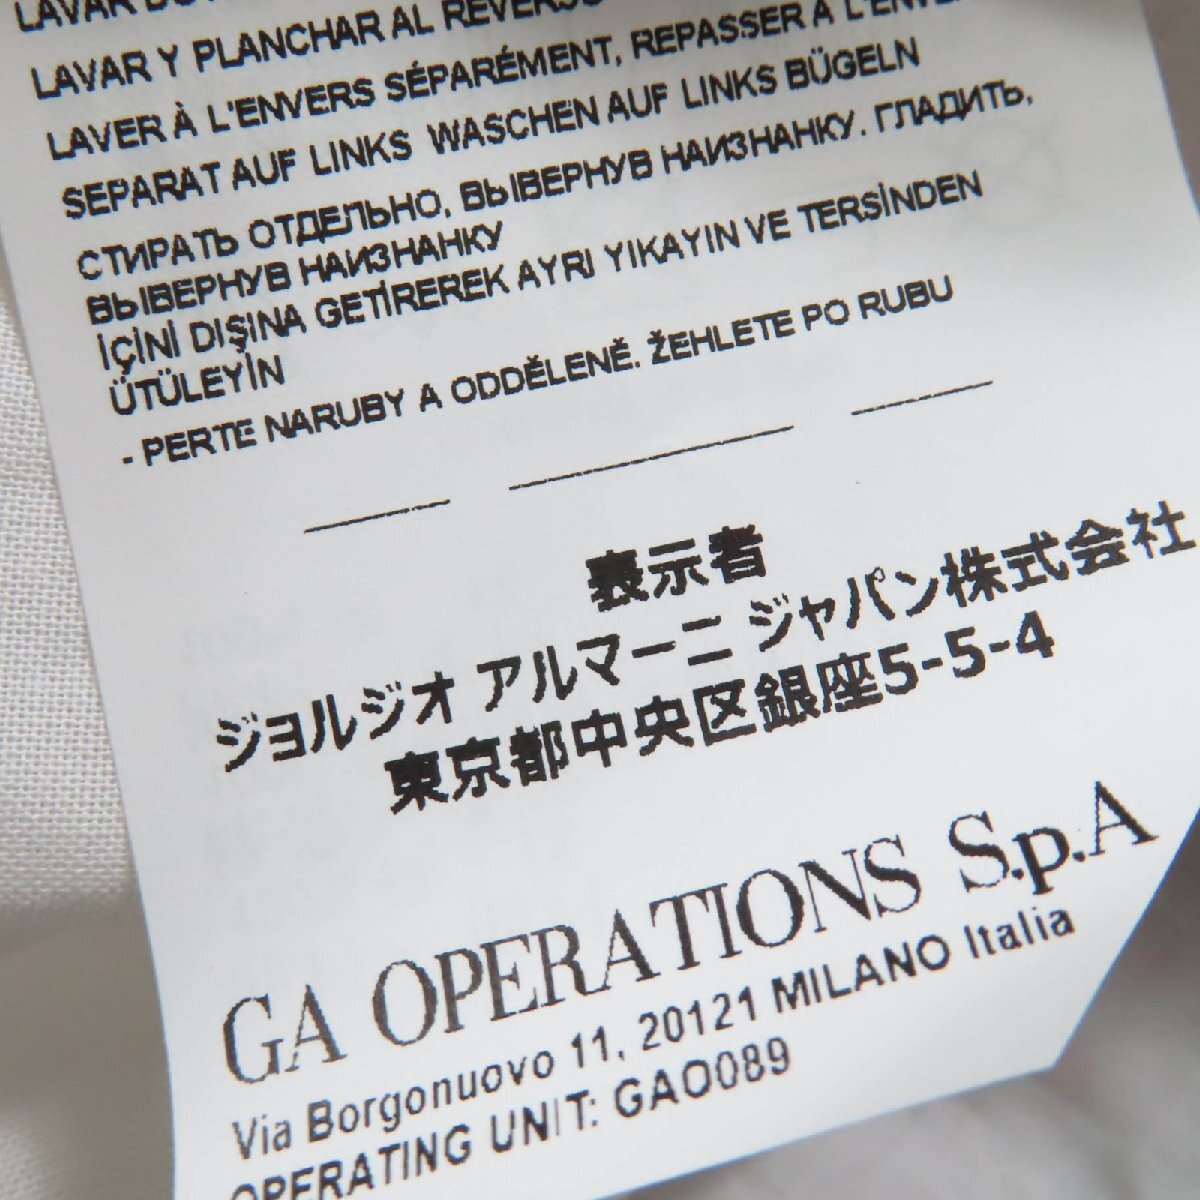 LAVAR Y PLANCHAR AL REVERSO
LAVER À L'ENVERS SÉPARÉMENT, REPASSER À
SEPARAT AUF LINKS WASCHEN AUF LINKS BÜGELN
СТИРАТЬ ОТДЕЛЬНО, ВЫВЕРНУВ НАИЗНАНКУ. ГЛАДИТЬ,
ВЫВЕРНУВ НАИЗНАНКУ
İÇİNİ DIŞINA GETİREREK AYRI YIKAYIN VE TERSİNDEN
ÜTÜLEYİN
- PERTE NARUBY A ODDĚLENĚ. ŽEHLETE PO RUBU
表示者
ジョルジオ アルマーニ ジャパン株式会社
東京都中央区銀座5-5-4
GA OPERATIONS S.p.A
Via Borgonuovo 11, 20121 MILANO Italia
OPERATING UNIT: GAO089